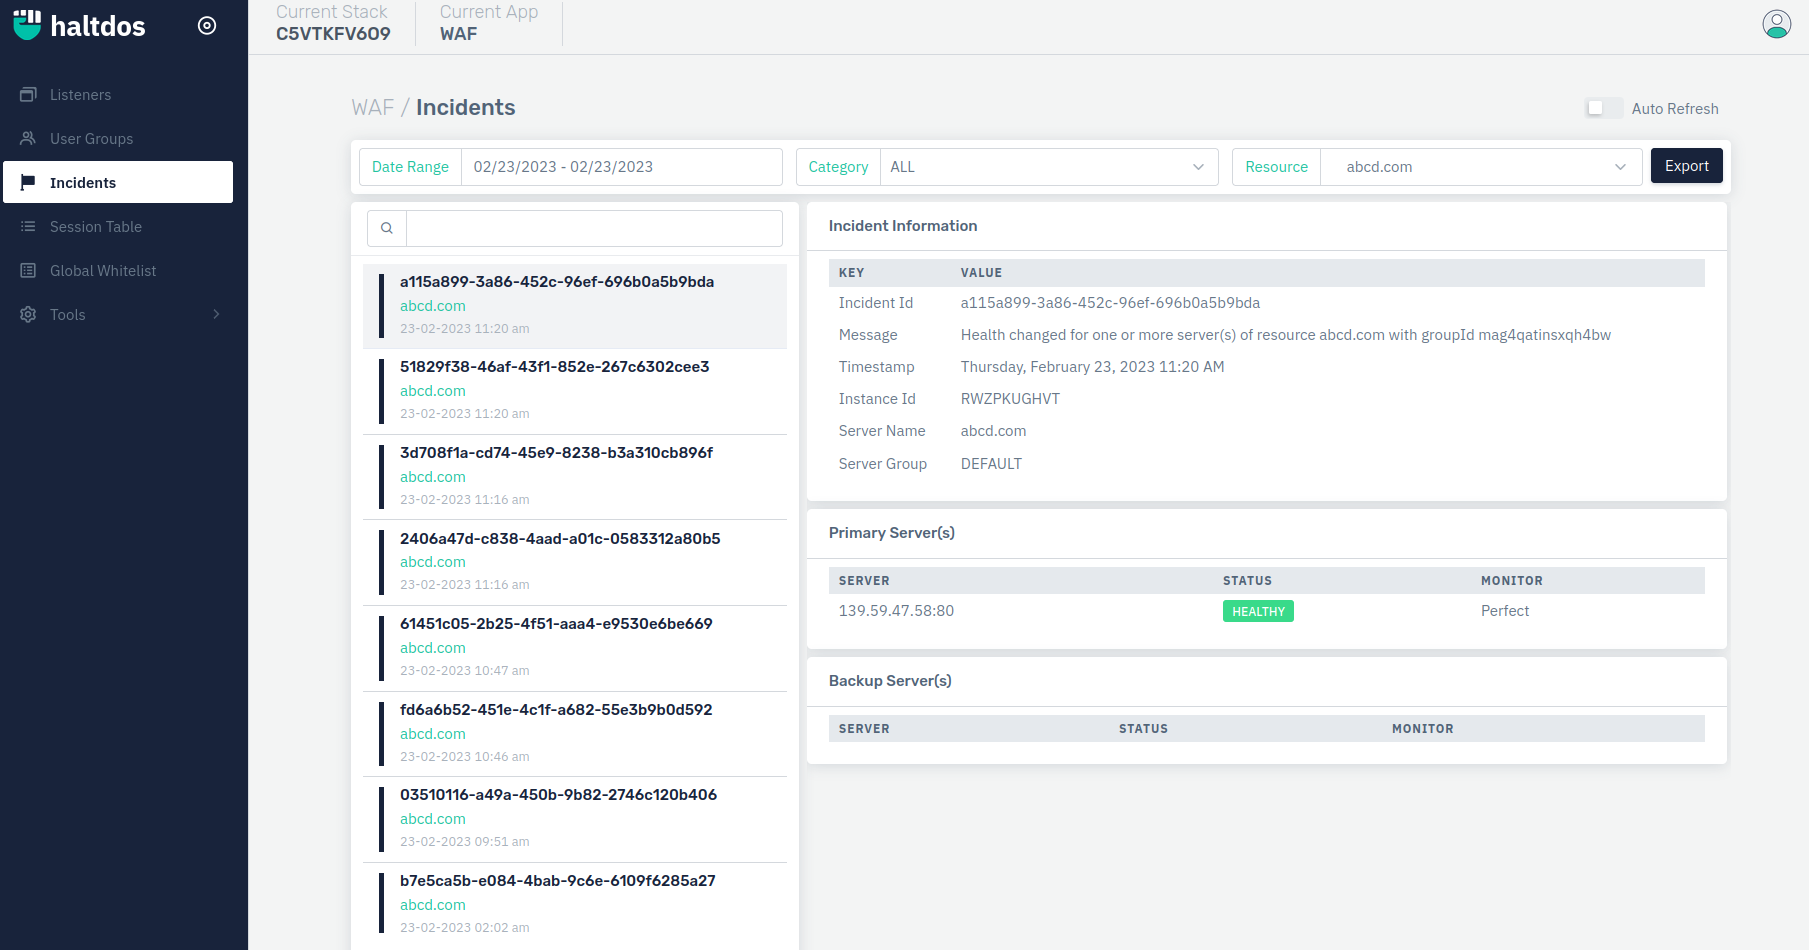 haltdos
Current Stack
C5VTKFV6O9
Current App
WAF
Listeners
User Groups
Incidents
Session Table
Global Whitelist
Tools
WAF / Incidents
Auto Refresh
Date Range 02/23/2023 - 02/23/2023
Category ALL
Resource abcd.com
Export
a115a899-3a86-452c-96ef-696b0a5b9bda
abcd.com
23-02-2023 11:20 am
51829f38-46af-43f1-852e-267c6302cee3
abcd.com
23-02-2023 11:20 am
3d708f1a-cd74-45e9-8238-b3a310cb896f
abcd.com
23-02-2023 11:16 am
2406a47d-c838-4aad-a01c-0583312a80b5
abcd.com
23-02-2023 11:16 am
61451c05-2b25-4f51-aaa4-e9530e6be669
abcd.com
23-02-2023 10:47 am
fd6a6b52-451e-4c1f-a682-55e3b9b0d592
abcd.com
23-02-2023 10:46 am
03510116-a49a-450b-9b82-2746c120b406
abcd.com
23-02-2023 09:51 am
b7e5ca5b-e084-4bab-9c6e-6109f6285a27
abcd.com
23-02-2023 02:02 am
Incident Information
KEY VALUE
Incident Id a115a899-3a86-452c-96ef-696b0a5b9bda
Message Health changed for one or more server(s) of resource abcd.com with groupId mag4qatinsxqh4bw
Timestamp Thursday, February 23, 2023 11:20 AM
Instance Id RWZPKUGHVT
Server Name abcd.com
Server Group DEFAULT
Primary Server(s)
SERVER STATUS MONITOR
139.59.47.58:80 HEALTHY Perfect
Backup Server(s)
SERVER STATUS MONITOR